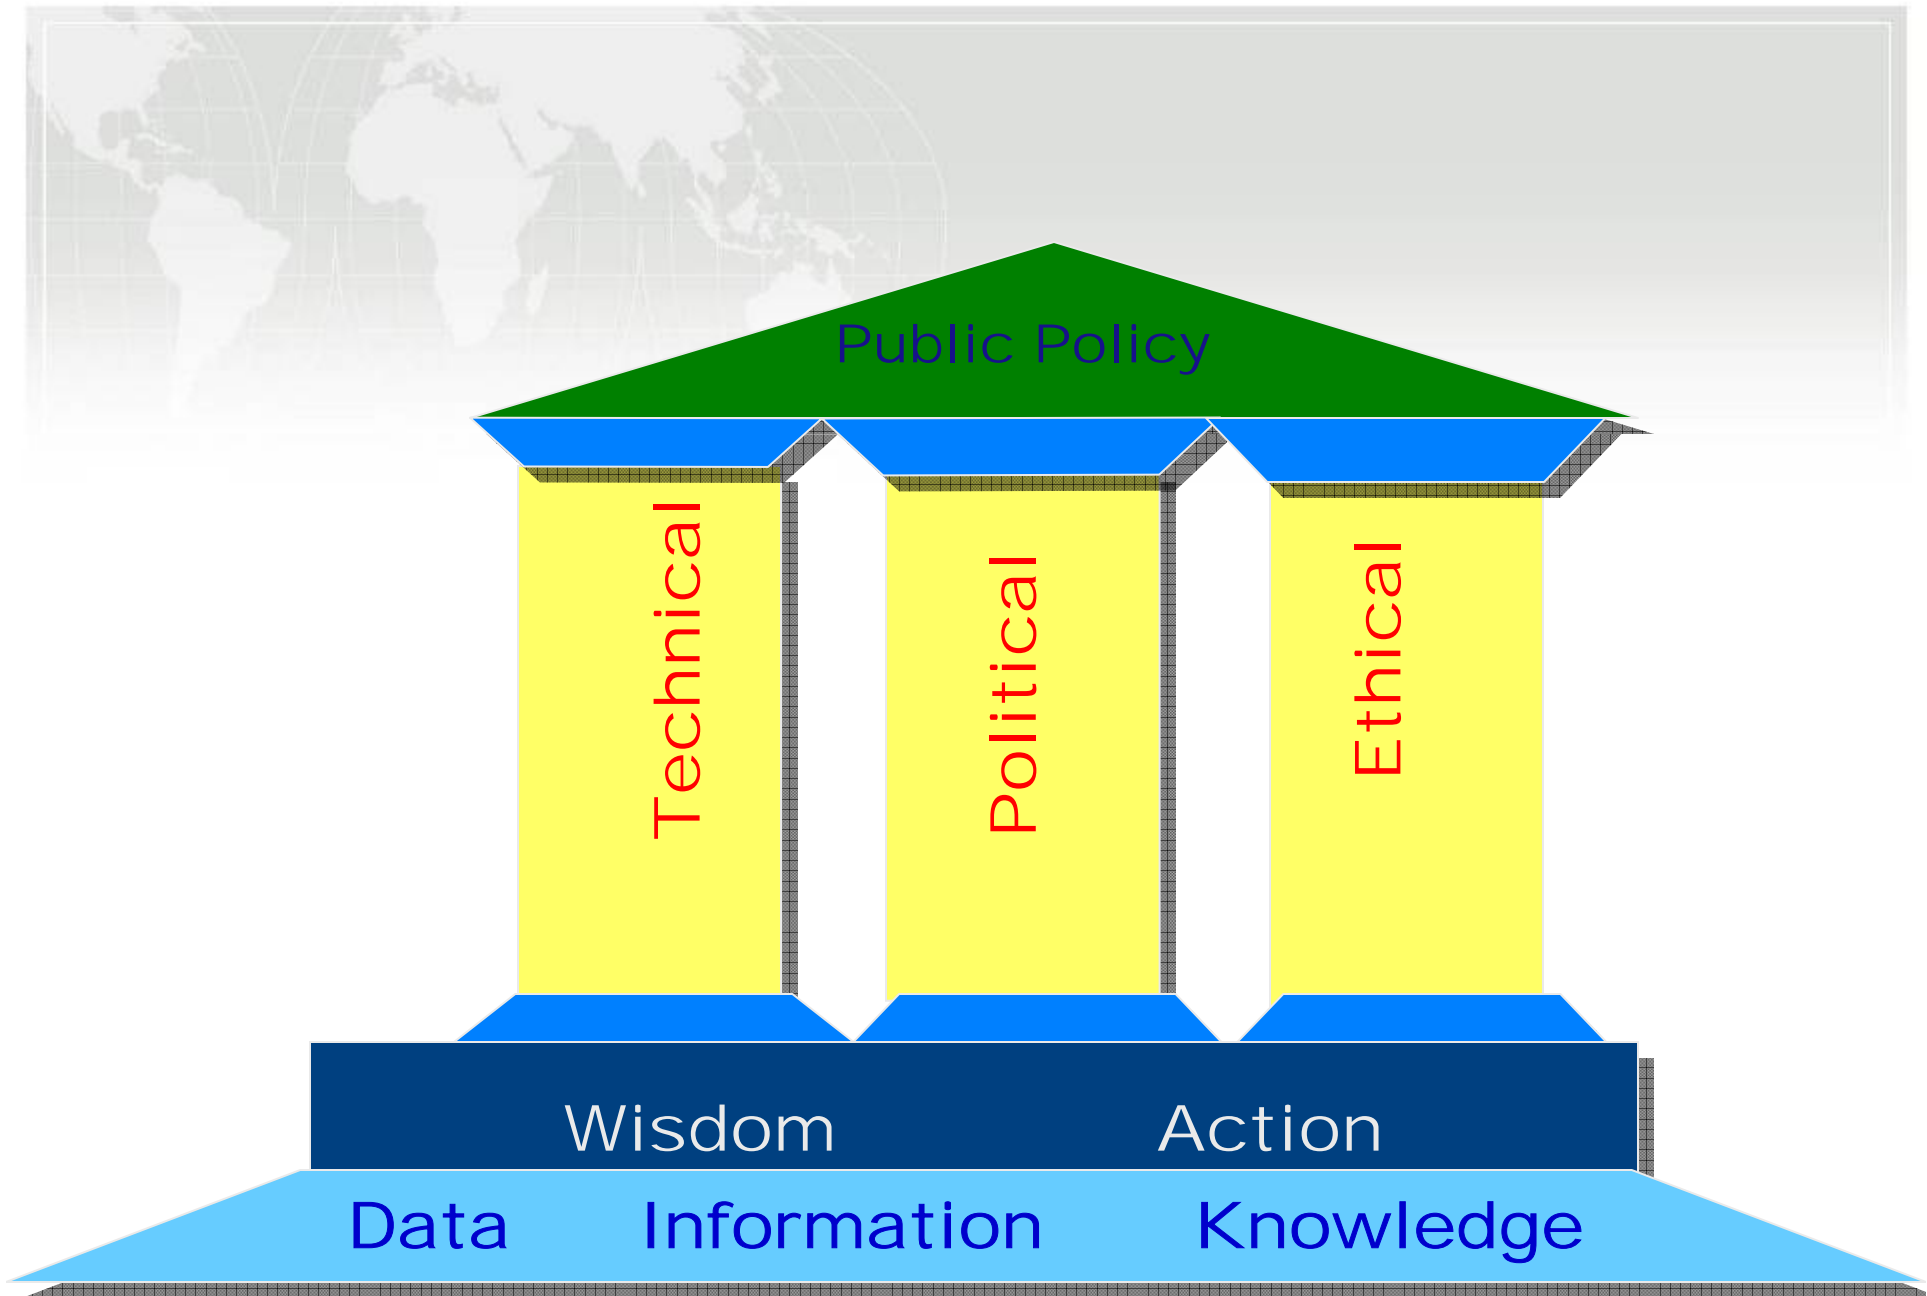 Public Policy
Technical
Political
Ethical
Wisdom Action
Data Information Knowledge